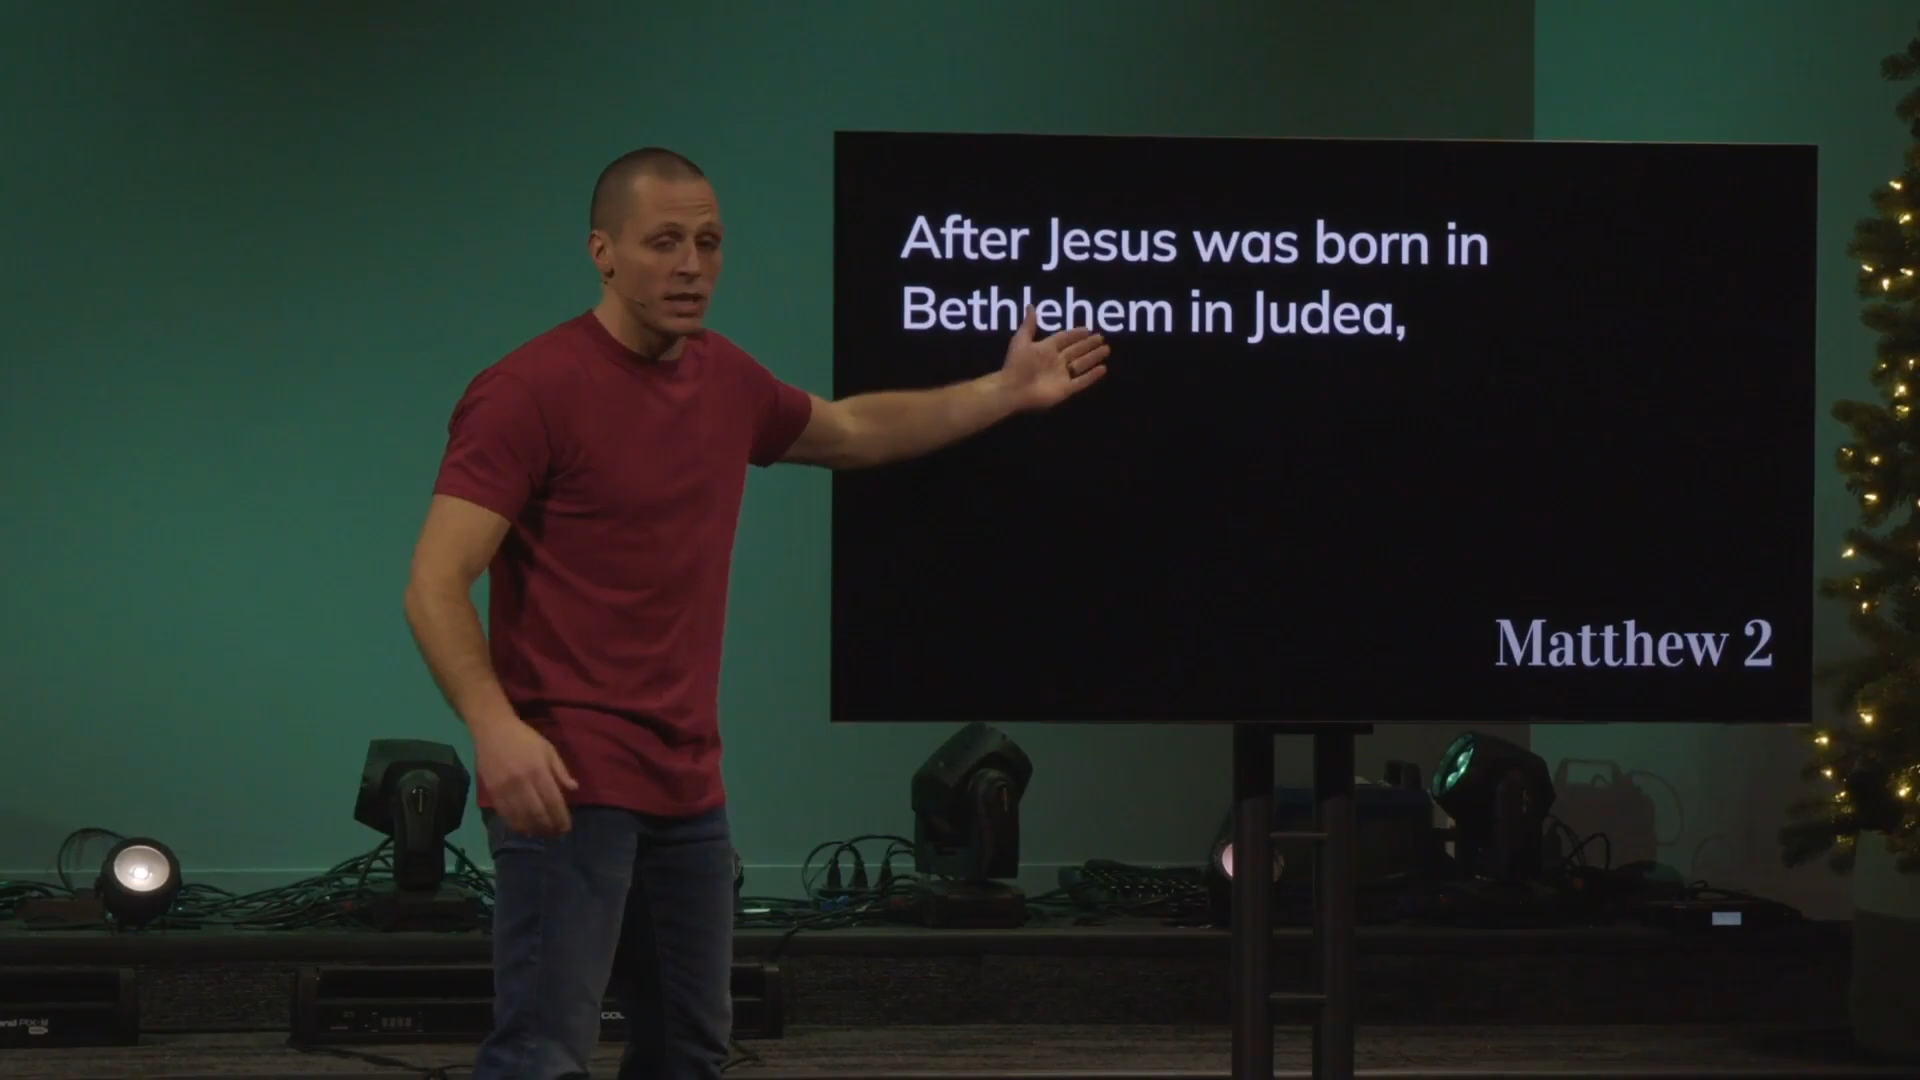 After Jesus was born in
Bethlehem in Judea,
Matthew 2